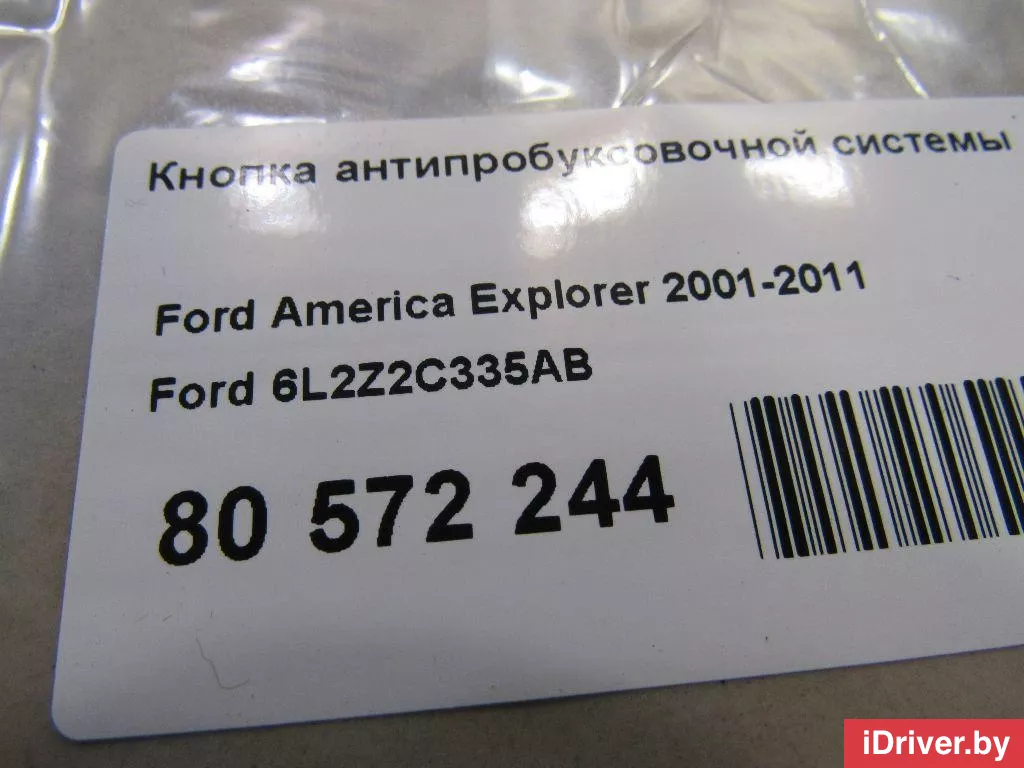 Кнопка антипробуксовочной системы
Ford America Explorer 2001-2011
Ford 6L2Z2C335AB
80 572 244
iDriver.by